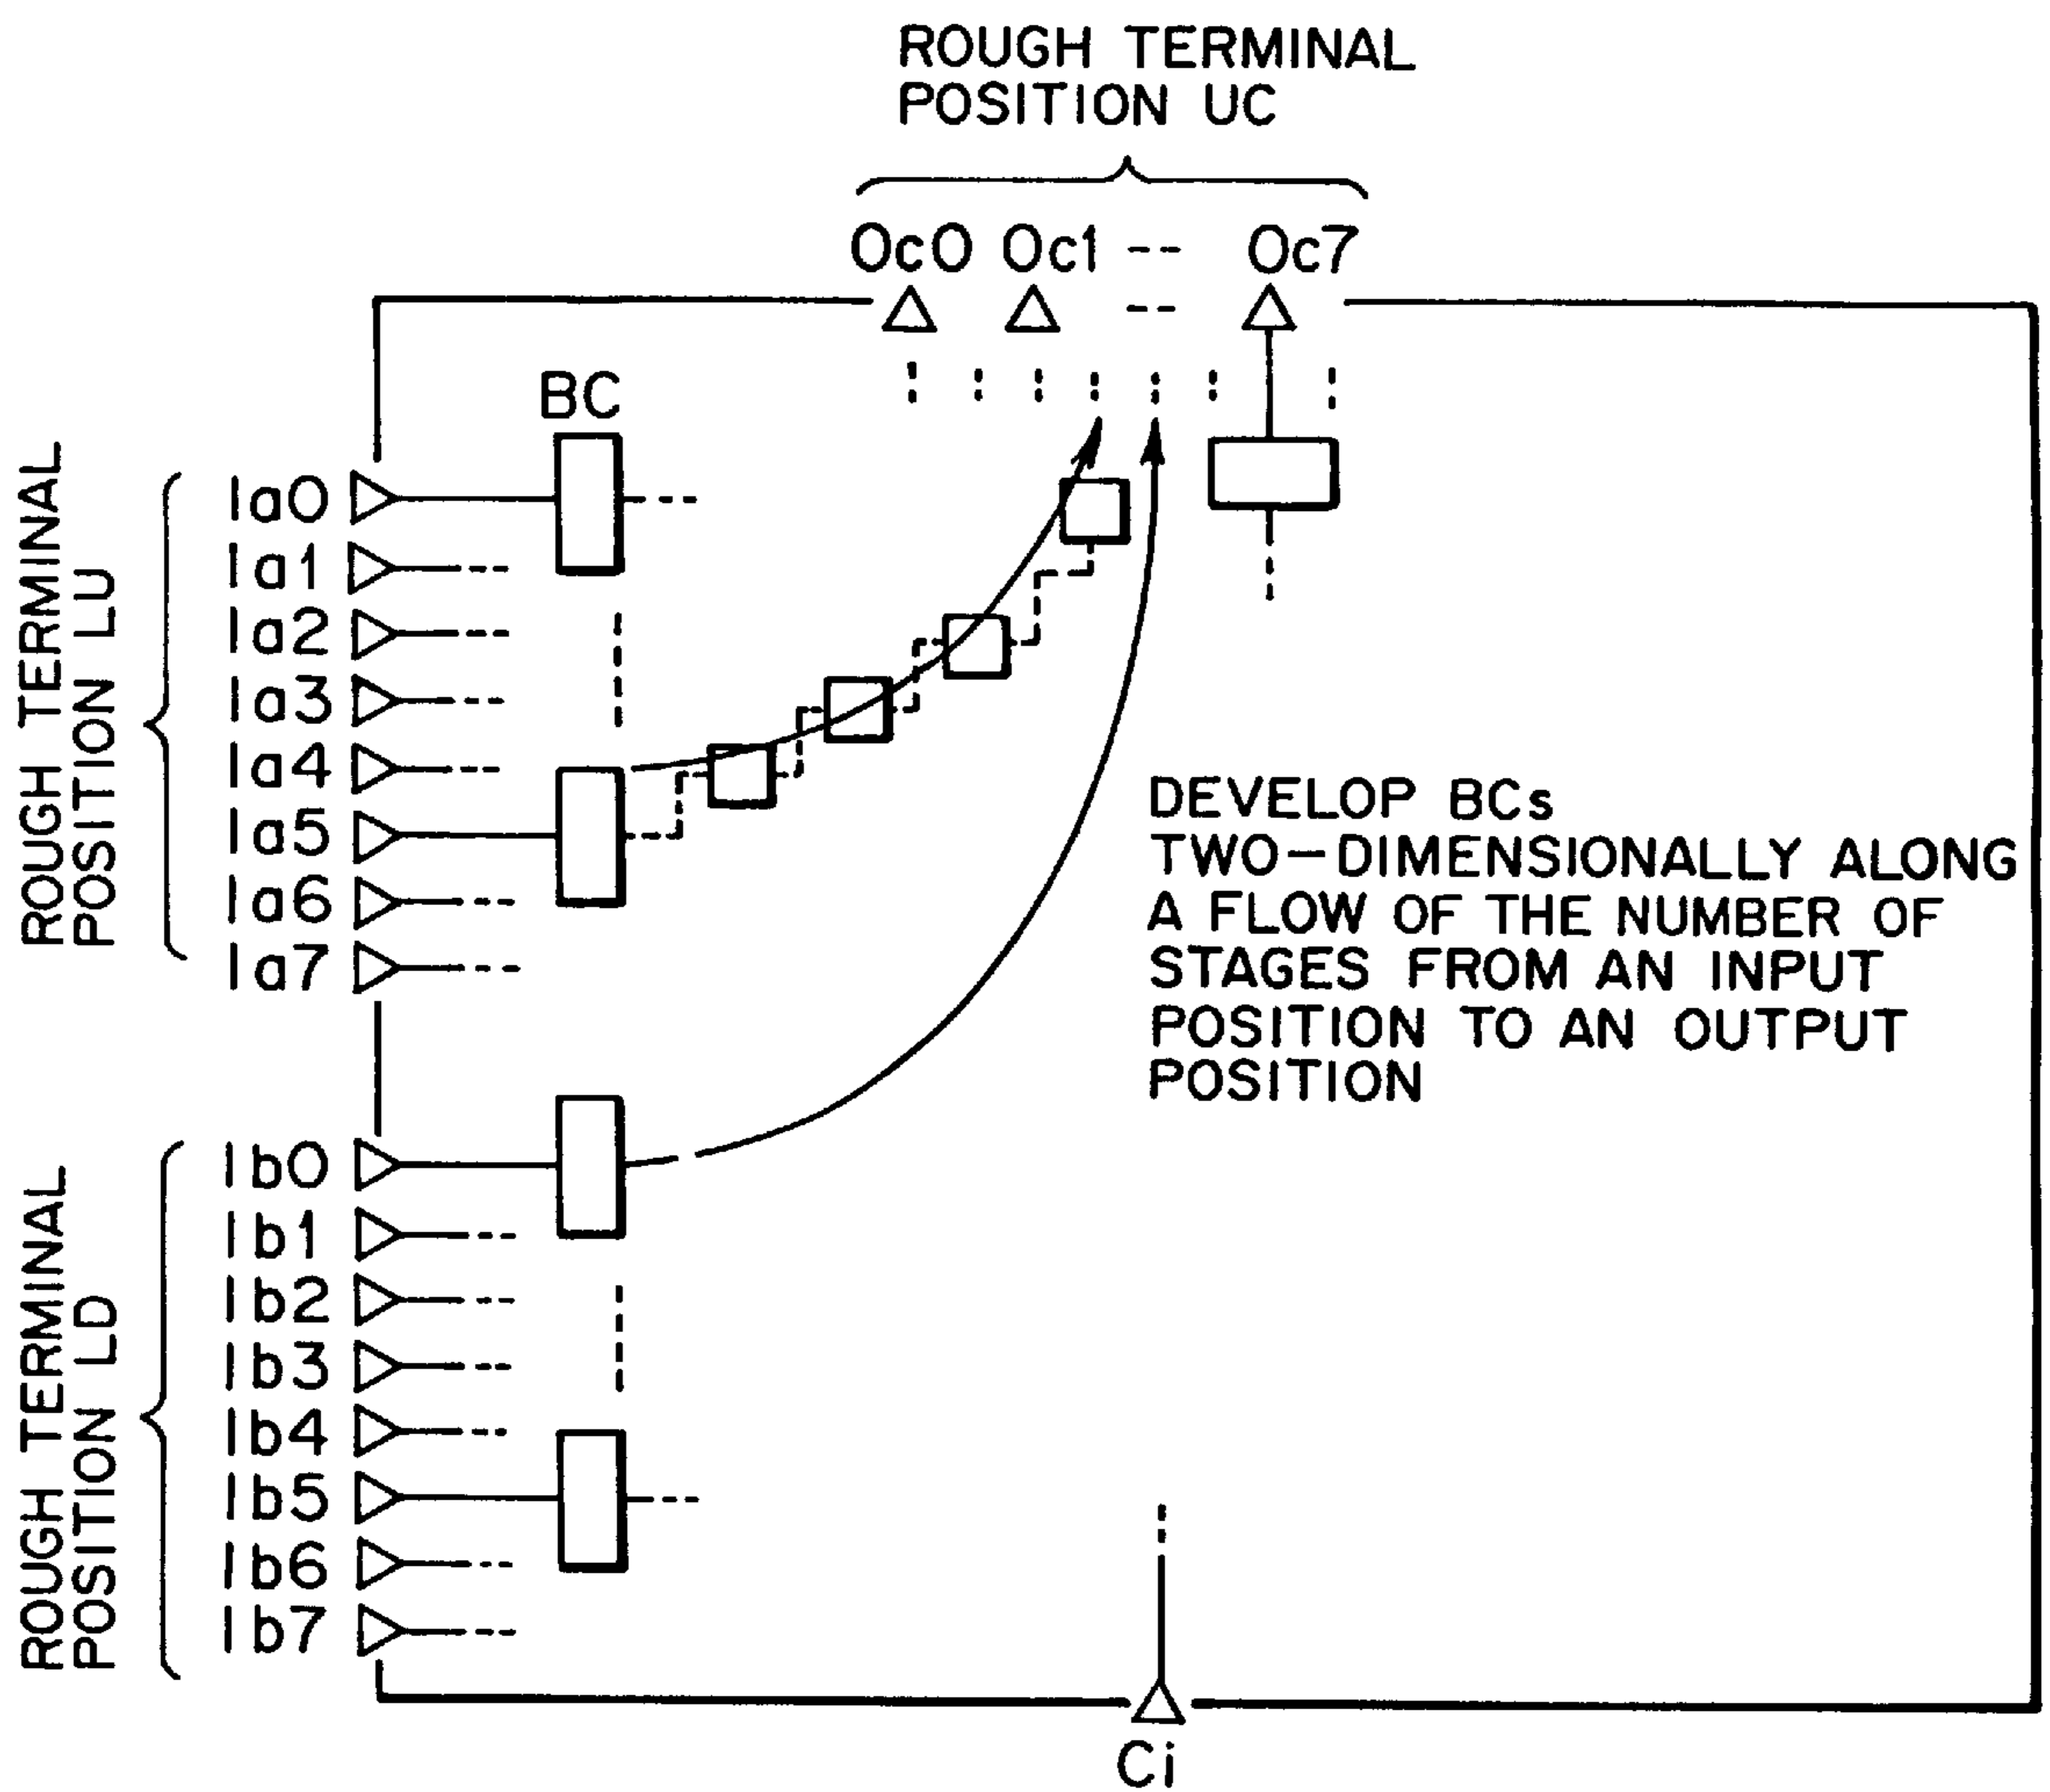 ROUGH TERMINAL
POSITION UC
Oc0 Oc1 -- Oc7
BC
ROUGH TERMINAL
POSITION LU
Ia0
Ia1
Ia2
Ia3
Ia4
Ia5
Ia6
Ia7
DEVELOP BCs
TWO-DIMENSIONALLY ALONG
A FLOW OF THE NUMBER OF
STAGES FROM AN INPUT
POSITION TO AN OUTPUT
POSITION
ROUGH TERMINAL
POSITION LD
Ib0
Ib1
Ib2
Ib3
Ib4
Ib5
Ib6
Ib7
Ci